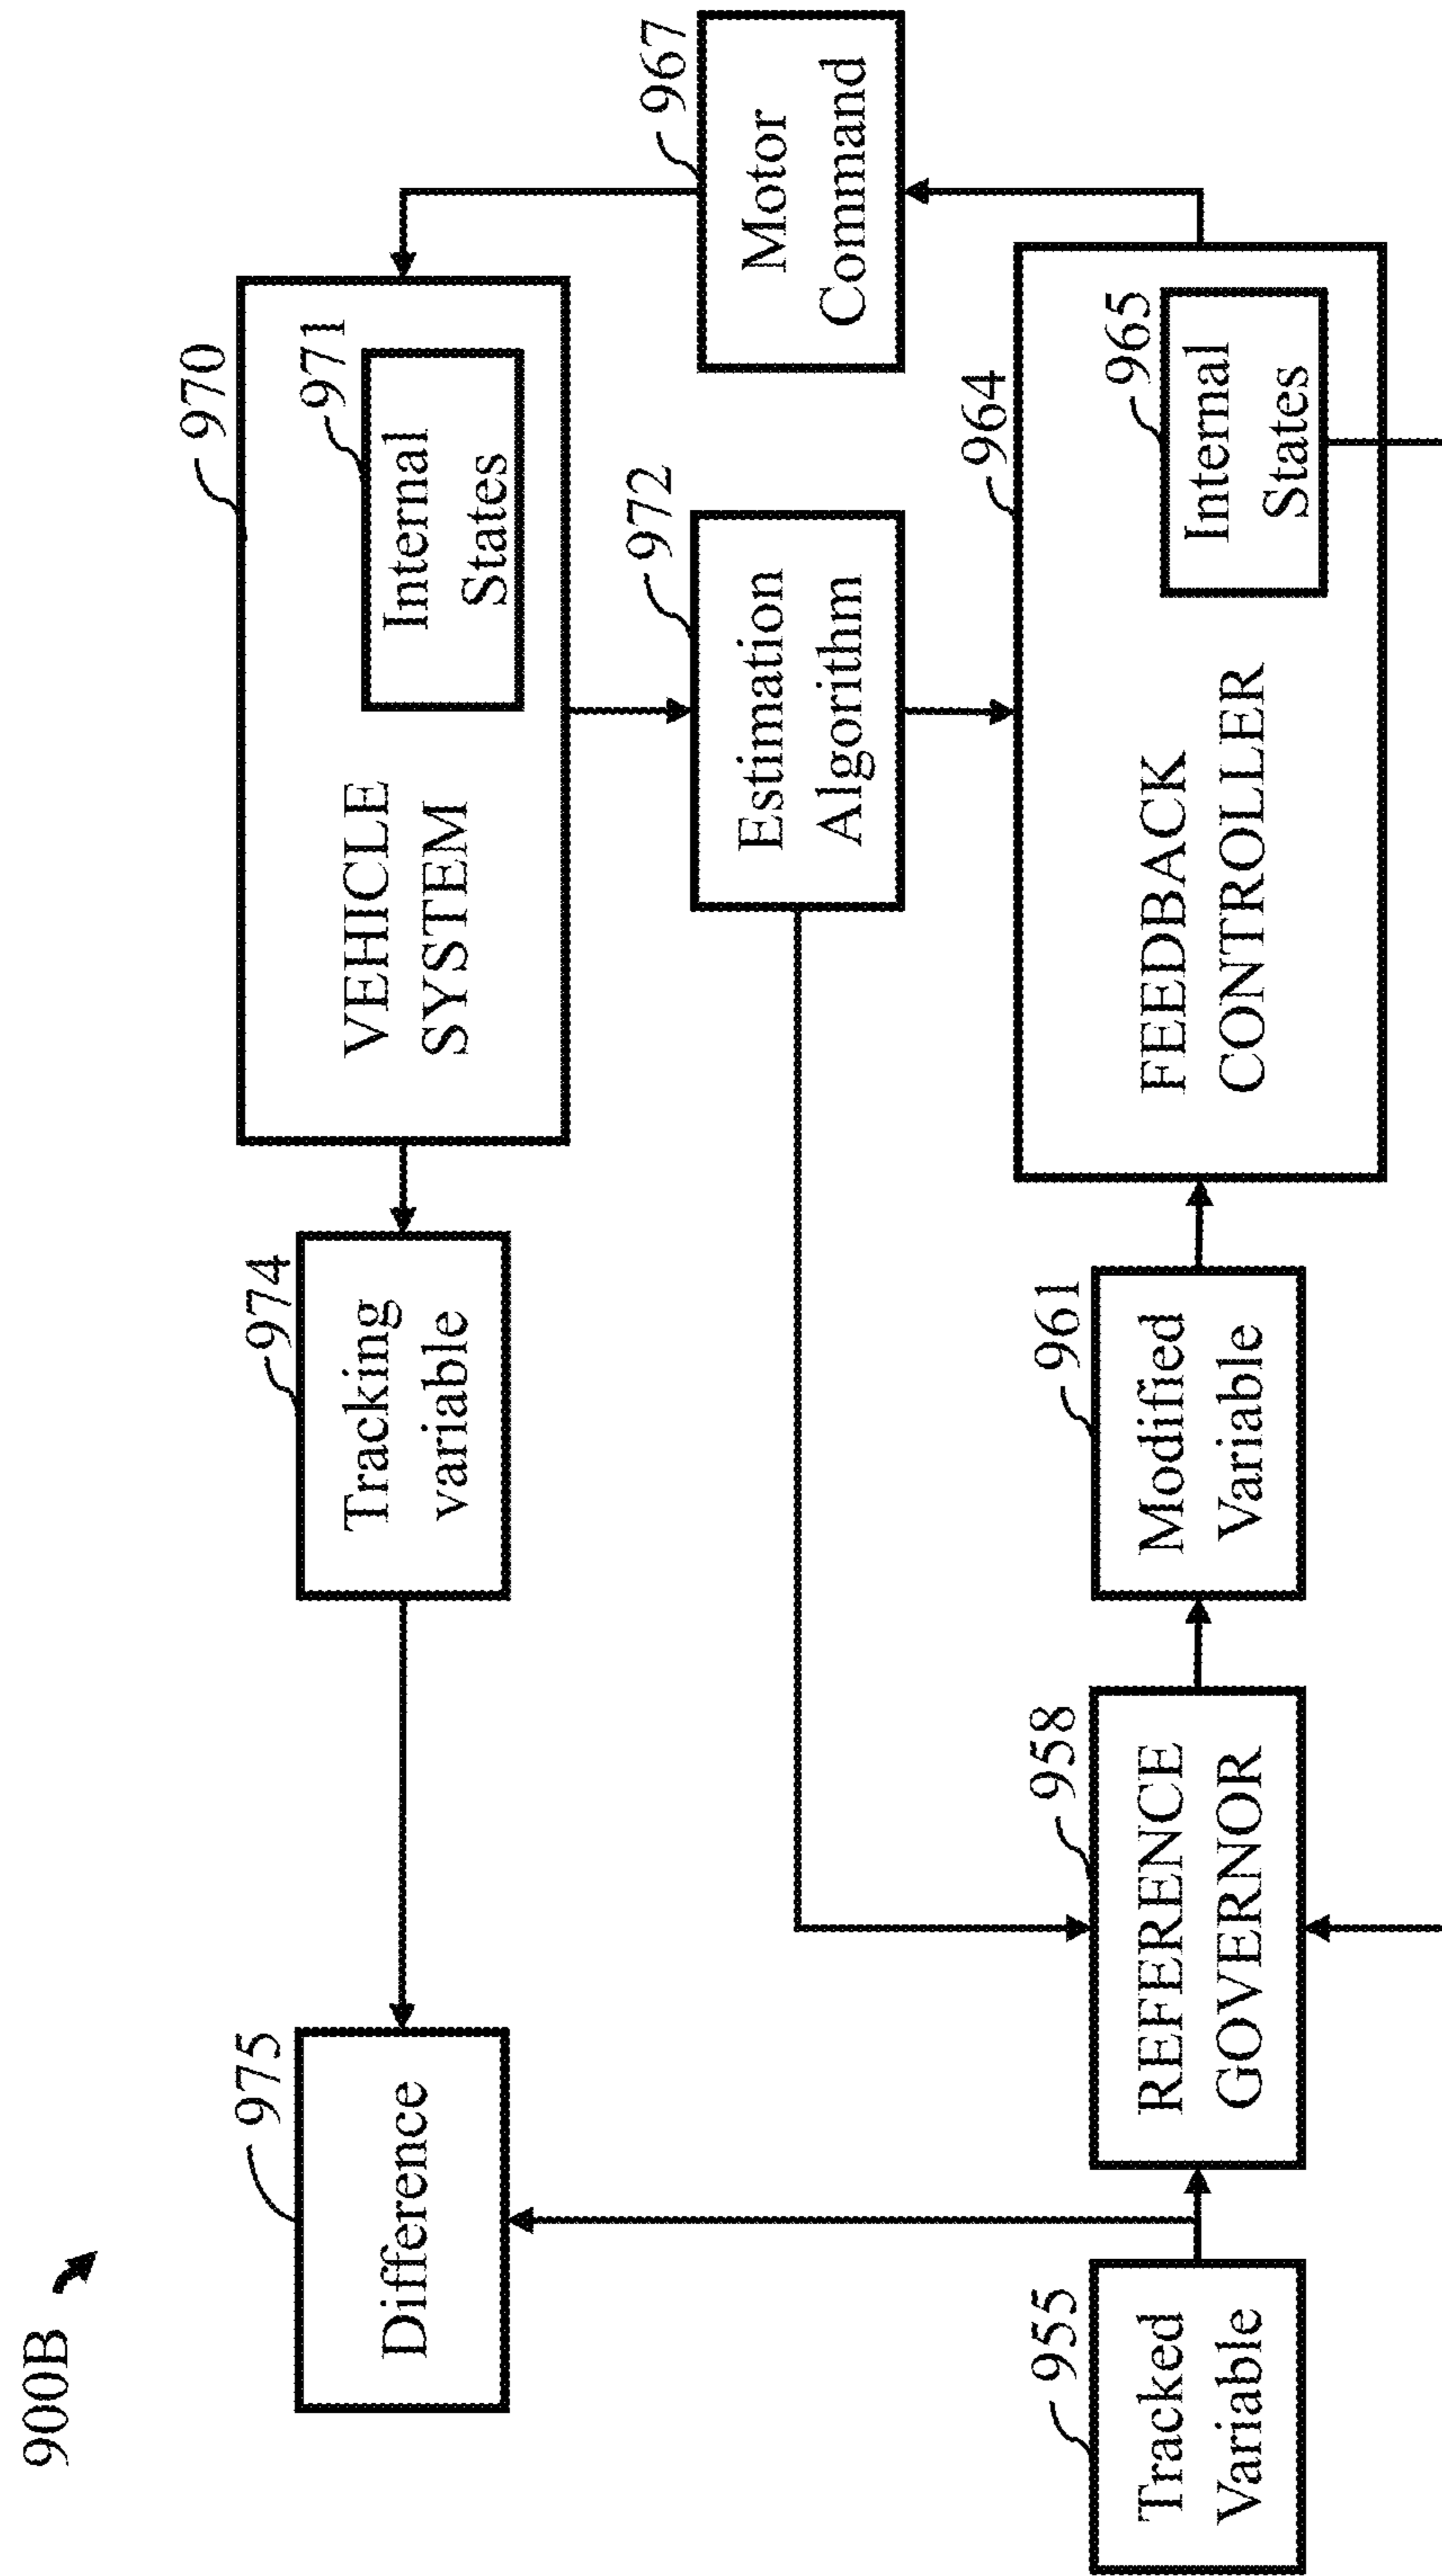 900B
975
Difference
974
Tracking
variable
970
VEHICLE
SYSTEM
971
Internal
States
972
Estimation
Algorithm
967
Motor
Command
955
Tracked
Variable
958
REFERENCE
GOVERNOR
961
Modified
Variable
964
FEEDBACK
CONTROLLER
965
Internal
States